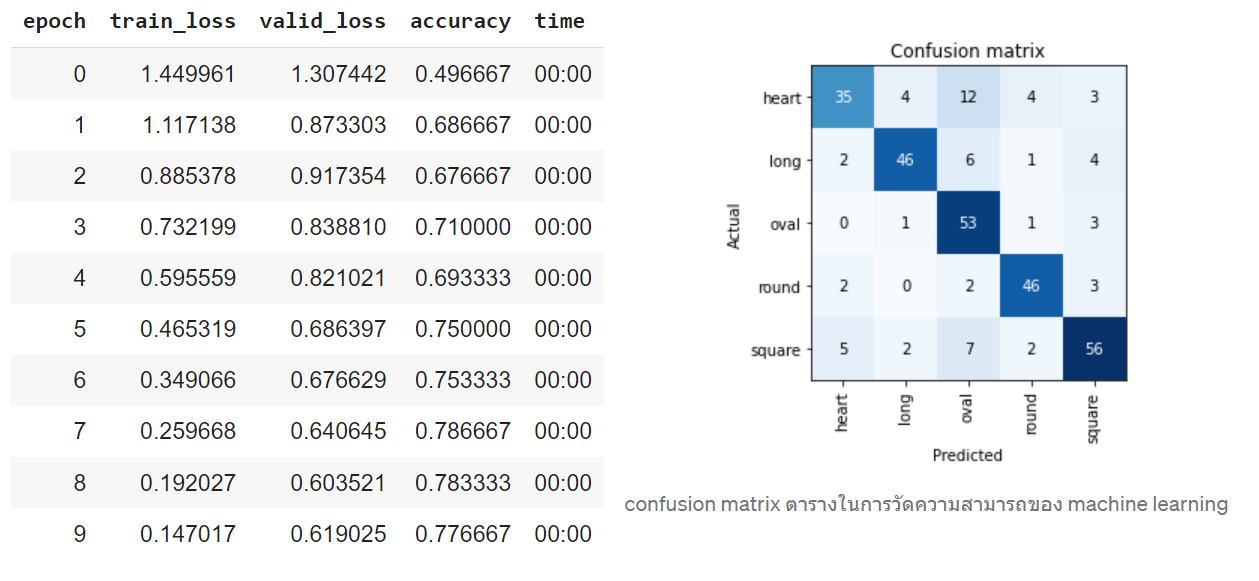 epoch train_loss valid_loss accuracy time
0 1.449961 1.307442 0.496667 00:00
1 1.117138 0.873303 0.686667 00:00
2 0.885378 0.917354 0.676667 00:00
3 0.732199 0.838810 0.710000 00:00
4 0.595559 0.821021 0.693333 00:00
5 0.465319 0.686397 0.750000 00:00
6 0.349066 0.676629 0.753333 00:00
7 0.259668 0.640645 0.786667 00:00
8 0.192027 0.603521 0.783333 00:00
9 0.147017 0.619025 0.776667 00:00
Confusion matrix
Actual
heart 35 4 12 4 3
long 2 46 6 1 4
oval 0 1 53 1 3
round 2 0 2 46 3
square 5 2 7 2 56
heart long oval round square
Predicted
confusion matrix ตารางในการวัดความสามารถของ machine learning